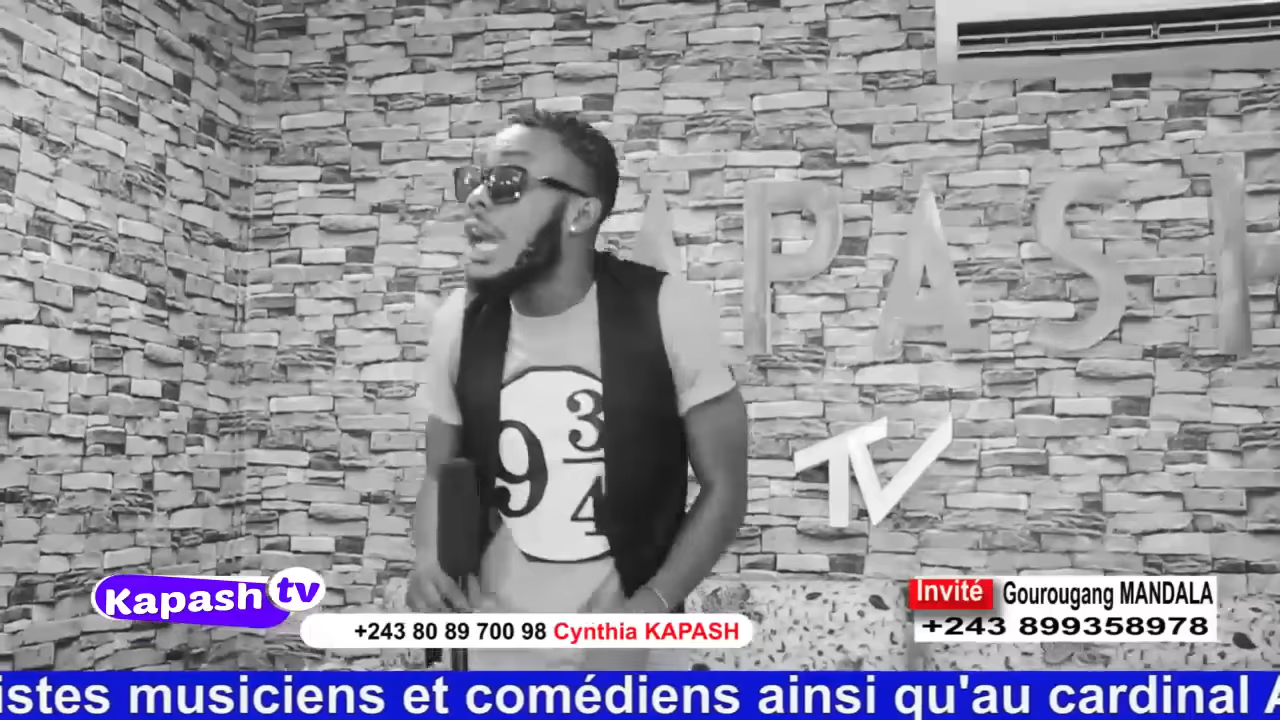 APASH
TV
9 3/4
Kapash tv
+243 80 89 700 98 Cynthia KAPASH
Invité Gourougang MANDALA
+243 899358978
istes musiciens et comédiens ainsi qu'au cardinal A